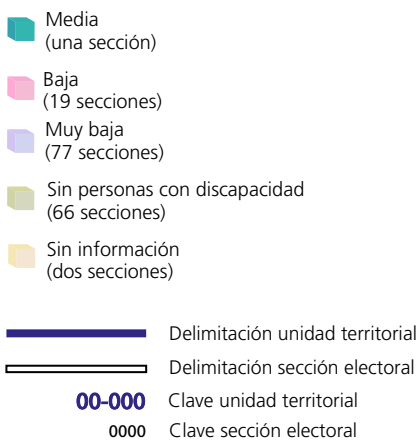 Media
(una sección)
Baja
(19 secciones)
Muy baja
(77 secciones)
Sin personas con discapacidad
(66 secciones)
Sin información
(dos secciones)
Delimitación unidad territorial
Delimitación sección electoral
00-000 Clave unidad territorial
0000 Clave sección electoral